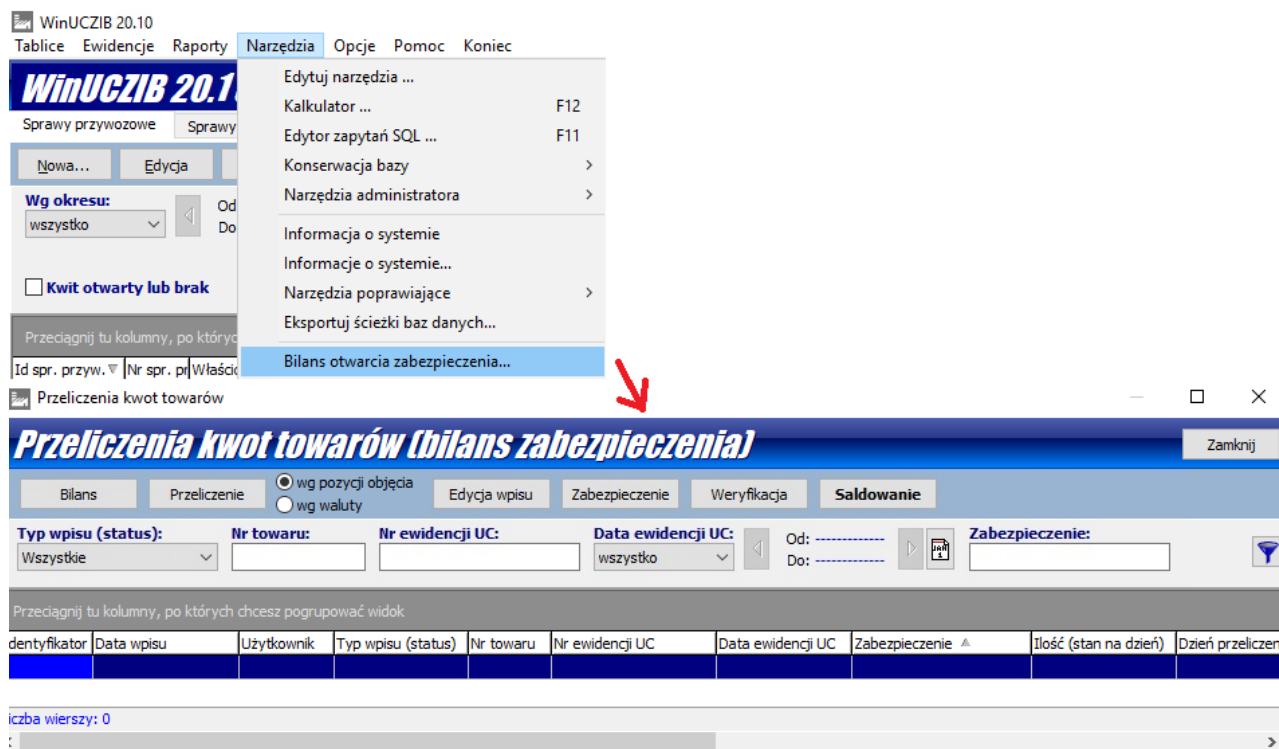 WinUCZIB 20.10
Tablice Ewidencje Raporty Narzędzia Opcje Pomoc Koniec
WinUCZIB 20.1
Edytuj narzędzia ...
Kalkulator ... F12
Sprawy przywozowe Sprawy
Edytor zapytań SQL ... F11
Nowa... Edycja
Konserwacja bazy
Narzędzia administratora
Wg okresu:
wszystko
Od
Do
Informacja o systemie
Informacje o systemie...
Kwit otwarty lub brak
Narzędzia poprawiające
Eksportuj ścieżki baz danych...
Przeciągnij tu kolumny, po któryc
Bilans otwarcia zabezpieczenia...
Id spr. przyw. Nr spr. pr Właścic
Przeliczenia kwot towarów
Przeliczenia kwot towarów (bilans zabezpieczenia) Zamknij
Bilans Przeliczenie wg pozycji objęcia Edycja wpisu Zabezpieczenie Weryfikacja Saldowanie
wg waluty
Typ wpisu (status): Nr towaru: Nr ewidencji UC: Data ewidencji UC: Od: ------------- Zabezpieczenie:
Wszystkie wszystko Do: ------------- JAN 1
Przeciągnij tu kolumny, po których chcesz pogrupować widok
dentyfikator Data wpisu Użytkownik Typ wpisu (status) Nr towaru Nr ewidencji UC Data ewidencji UC Zabezpieczenie Ilość (stan na dzień) Dzień przeliczen
iczba wierszy: 0